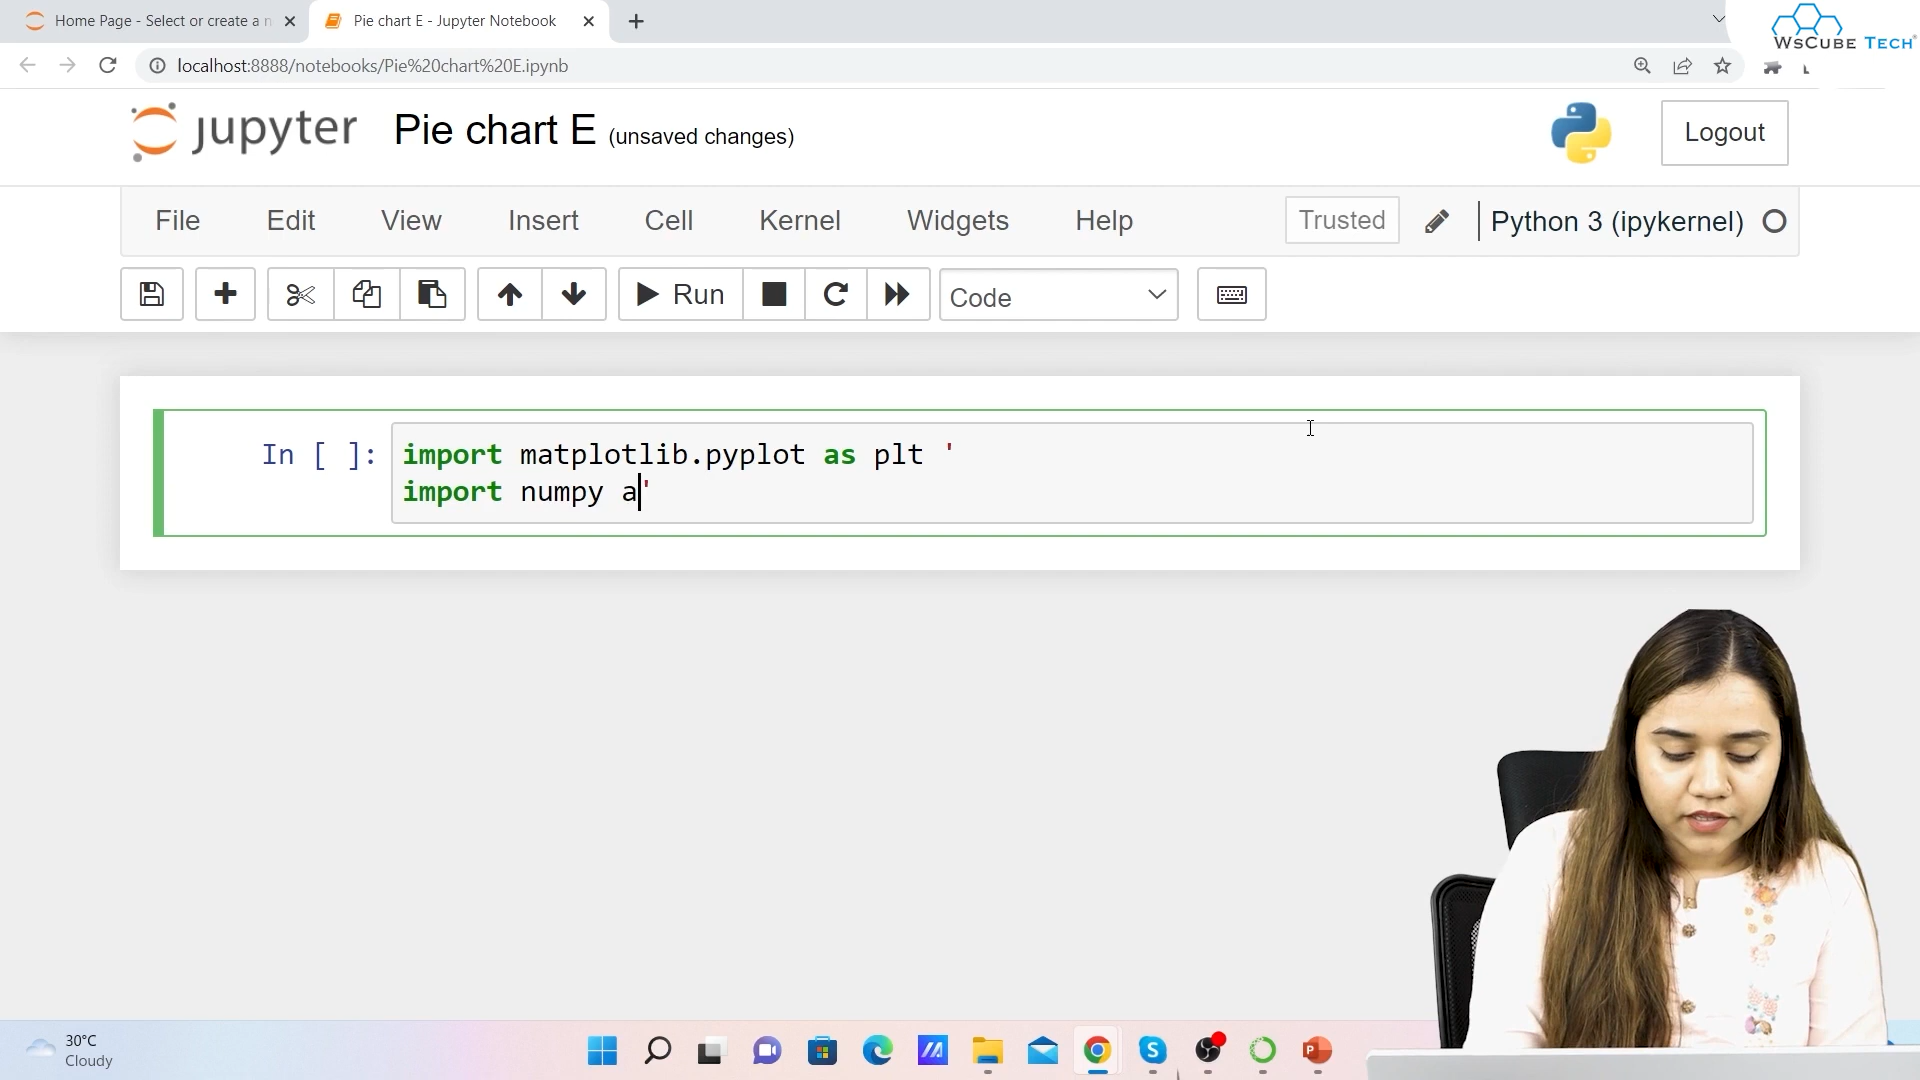 Home Page - Select or create a n
Pie chart E - Jupyter Notebook
WSCUBE TECH
localhost:8888/notebooks/Pie%20chart%20E.ipynb
jupyter Pie chart E (unsaved changes)
Logout
File Edit View Insert Cell Kernel Widgets Help
Trusted
Python 3 (ipykernel)
Run
Code
In [ ]: import matplotlib.pyplot as plt '
import numpy a'
30°C
Cloudy